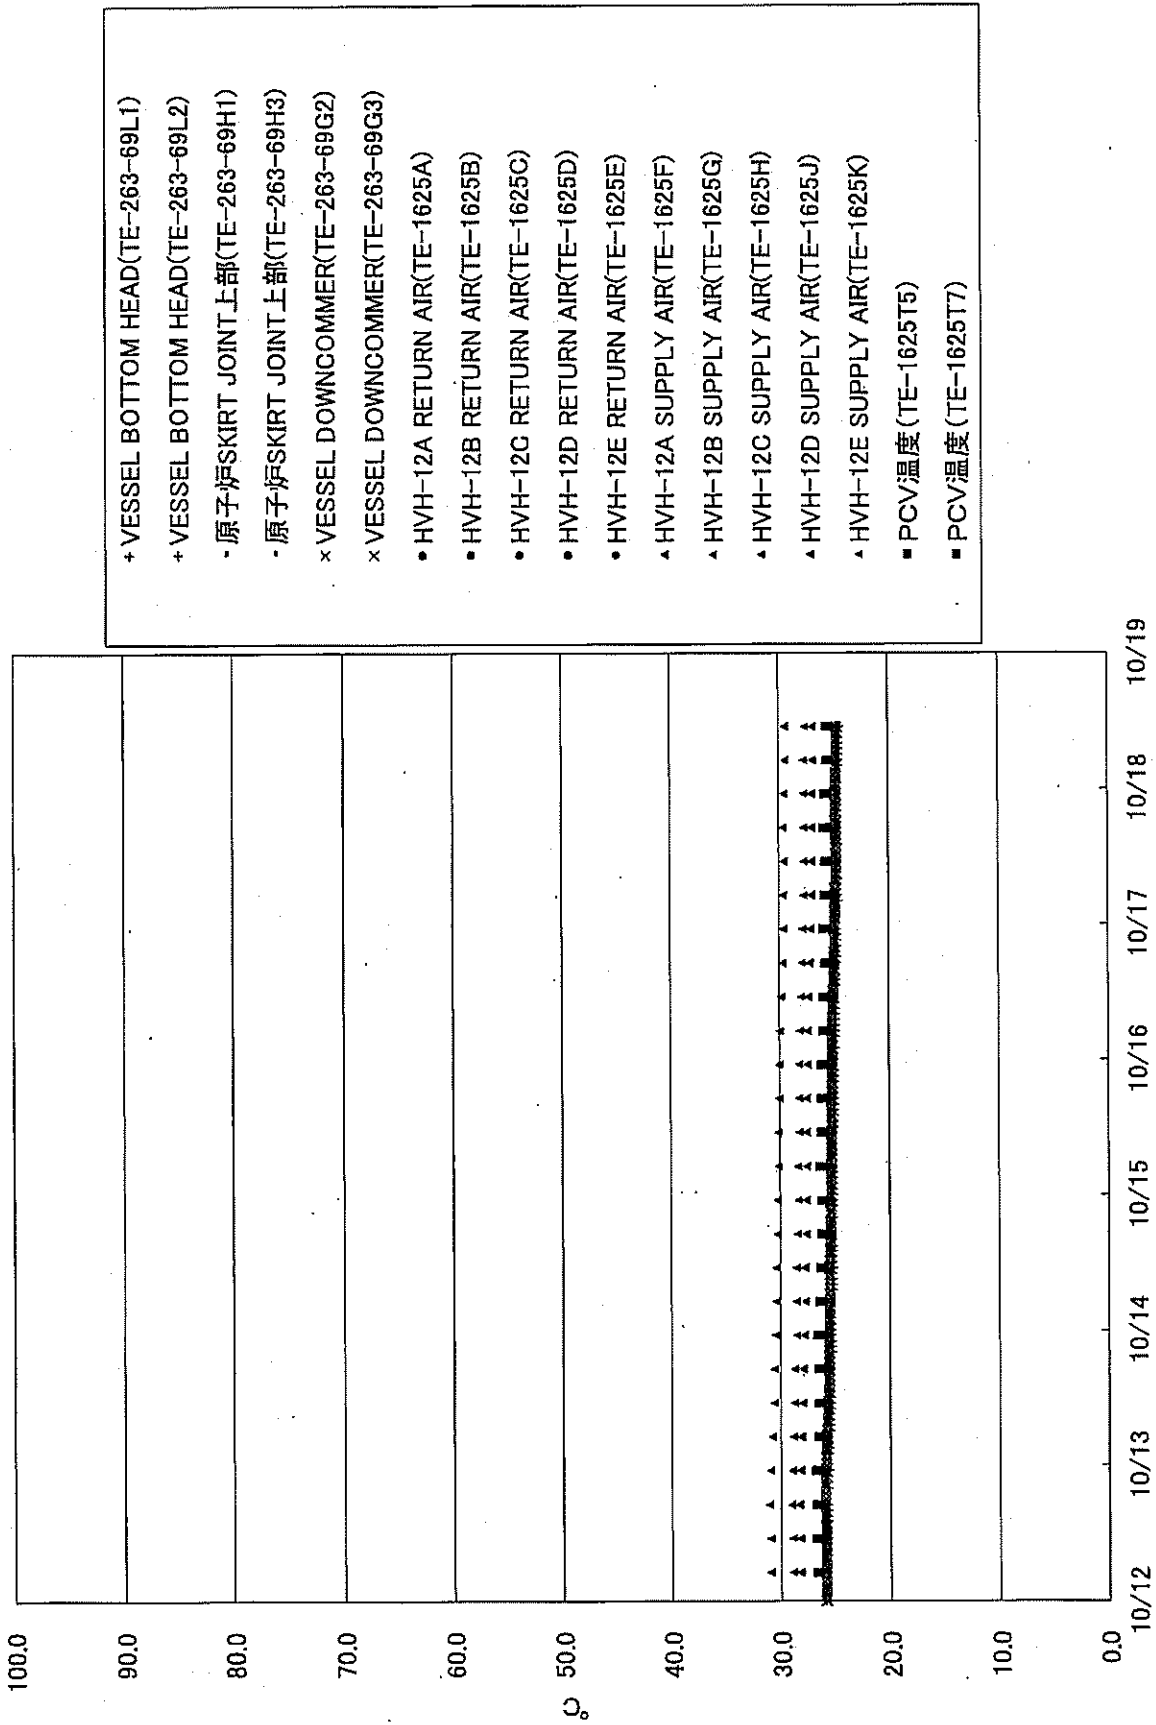 100.0
90.0
80.0
70.0
60.0
50.0
40.0
30.0
20.0
10.0
0.0
℃
10/12
10/13
10/14
10/15
10/16
10/17
10/18
10/19
+ VESSEL BOTTOM HEAD(TE-263-69L1)
+ VESSEL BOTTOM HEAD(TE-263-69L2)
- 原子炉SKIRT JOINT上部(TE-263-69H1)
- 原子炉SKIRT JOINT上部(TE-263-69H3)
× VESSEL DOWNCOMMER(TE-263-69G2)
× VESSEL DOWNCOMMER(TE-263-69G3)
● HVH-12A RETURN AIR(TE-1625A)
● HVH-12B RETURN AIR(TE-1625B)
● HVH-12C RETURN AIR(TE-1625C)
● HVH-12D RETURN AIR(TE-1625D)
● HVH-12E RETURN AIR(TE-1625E)
▲ HVH-12A SUPPLY AIR(TE-1625F)
▲ HVH-12B SUPPLY AIR(TE-1625G)
▲ HVH-12C SUPPLY AIR(TE-1625H)
▲ HVH-12D SUPPLY AIR(TE-1625J)
▲ HVH-12E SUPPLY AIR(TE-1625K)
■ PCV温度(TE-1625T5)
■ PCV温度(TE-1625T7)